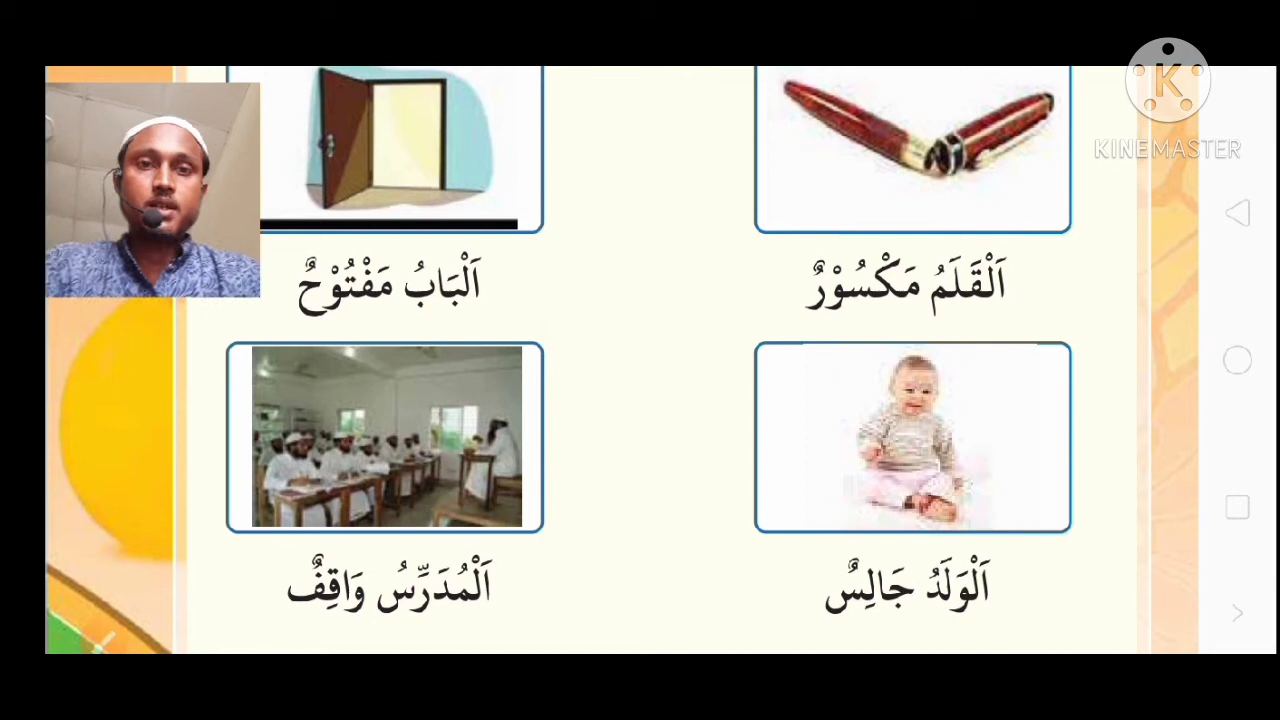 KINEMASTER
اَلْقَلَمُ مَكْسُوْرٌ
اَلْبَابُ مَفْتُوْحٌ
اَلْوَلَدُ جَالِسٌ
اَلْمُدَرِّسُ وَاقِفٌ